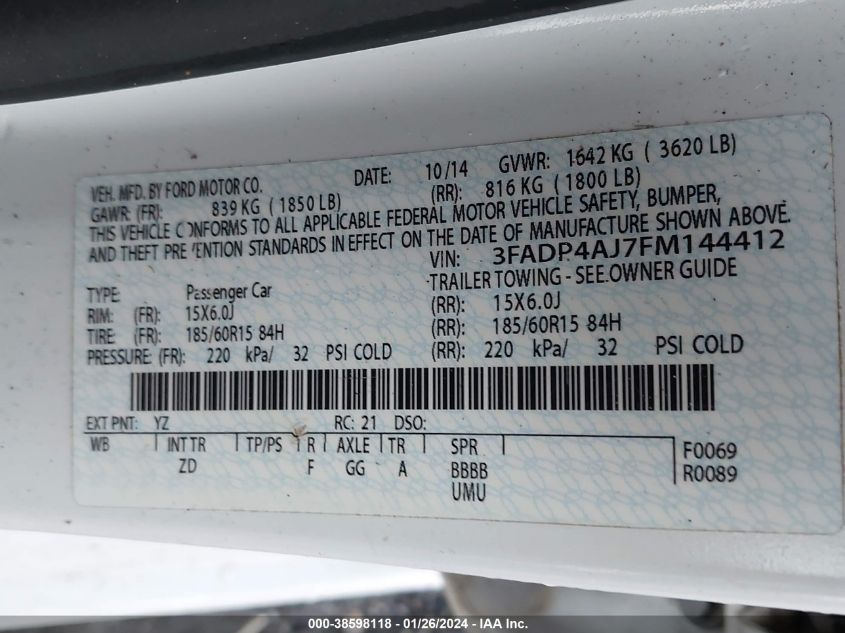 VEH. MFD. BY FORD MOTOR CO. DATE: 10/14 GVWR: 1642 KG ( 3620 LB)
GAWR: (FR): 839 KG ( 1850 LB) (RR): 816 KG ( 1800 LB)
THIS VEHICLE CONFORMS TO ALL APPLICABLE FEDERAL MOTOR VEHICLE SAFETY, BUMPER,
AND THEFT PREVENTION STANDARDS IN EFFECT ON THE DATE OF MANUFACTURE SHOWN ABOVE.
VIN: 3FADP4AJ7FM144412
TRAILER TOWING - SEE OWNER GUIDE
TYPE: Passenger Car
RIM: (FR): 15X6.0J (RR): 15X6.0J
TIRE: (FR): 185/60R15 84H (RR): 185/60R15 84H
PRESSURE: (FR): 220 kPa/ 32 PSI COLD (RR): 220 kPa/ 32 PSI COLD
EXT PNT: YZ RC: 21 DSO:
WB INT TR TP/PS R AXLE TR SPR F0069
ZD F GG A BBBB R0089
UMU
000-38598118 - 01/26/2024 - IAAI.com